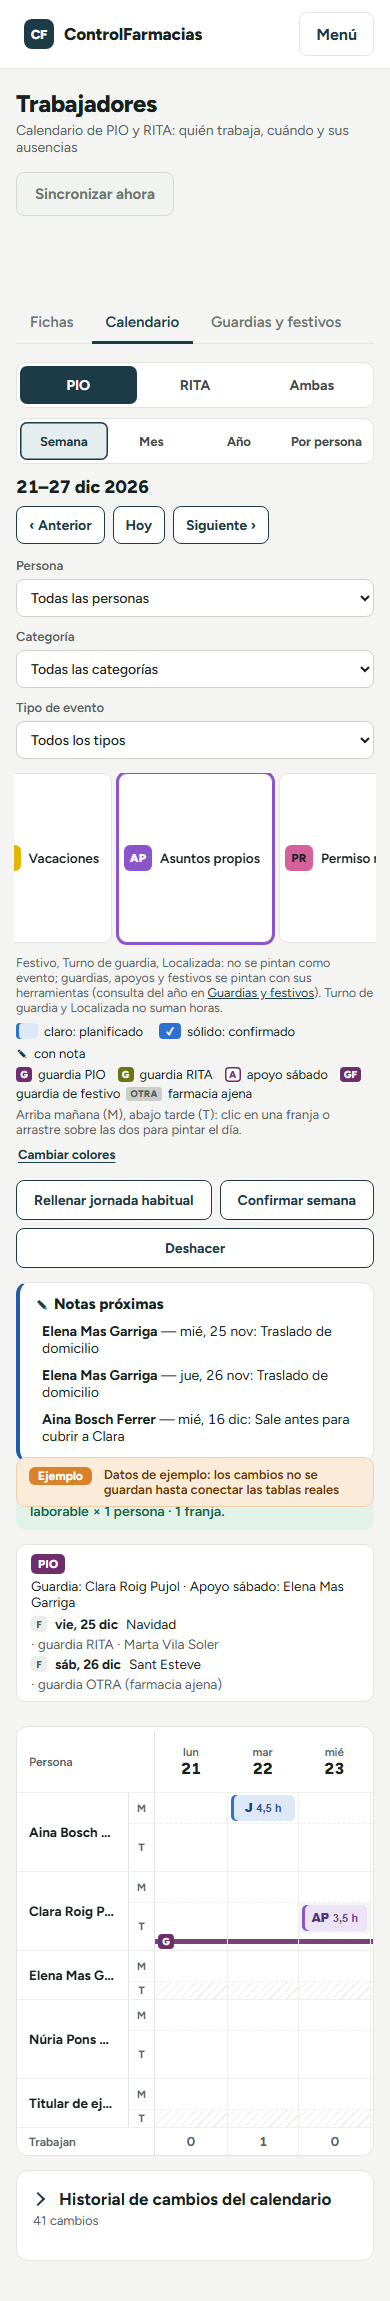 CF ControlFarmacias Menú
Trabajadores
Calendario de PIO y RITA: quién trabaja, cuándo y sus
ausencias
Sincronizar ahora
Fichas Calendario Guardias y festivos
PIO RITA Ambas
Semana Mes Año Por persona
21–27 dic 2026
‹ Anterior Hoy Siguiente ›
Persona
Todas las personas
Categoría
Todas las categorías
Tipo de evento
Todos los tipos
Vacaciones AP Asuntos propios PR Permiso
Festivo, Turno de guardia, Localizada: no se pintan como
evento; guardias, apoyos y festivos se pintan con sus
herramientas (consulta del año en Guardias y festivos). Turno de
guardia y Localizada no suman horas.
claro: planificado ✓ sólido: confirmado
con nota
G guardia PIO G guardia RITA A apoyo sábado GF
guardia de festivo OTRA farmacia ajena
Arriba mañana (M), abajo tarde (T): clic en una franja o
arrastre sobre las dos para pintar el día.
Cambiar colores
Rellenar jornada habitual Confirmar semana
Deshacer
Notas próximas
Elena Mas Garriga — mié, 25 nov: Traslado de
domicilio
Elena Mas Garriga — jue, 26 nov: Traslado de
domicilio
Aina Bosch Ferrer — mié, 16 dic: Sale antes para
cubrir a Clara
Ejemplo Datos de ejemplo: los cambios no se
guardan hasta conectar las tablas reales
laborable × 1 persona · 1 franja.
PIO
Guardia: Clara Roig Pujol · Apoyo sábado: Elena Mas
Garriga
F vie, 25 dic Navidad
· guardia RITA · Marta Vila Soler
F sáb, 26 dic Sant Esteve
· guardia OTRA (farmacia ajena)
Persona lun 21 mar 22 mié 23
Aina Bosch ... M J 4,5 h
T
Clara Roig P... M
T AP 3,5 h
G
Elena Mas G... M
T
Núria Pons ... M
T
Titular de ej... M
T
Trabajan 0 1 0
Historial de cambios del calendario
41 cambios